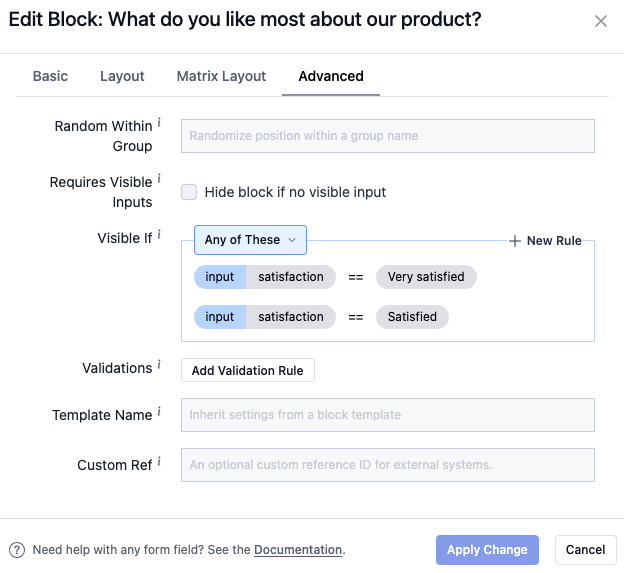 Edit Block: What do you like most about our product?
Basic Layout Matrix Layout Advanced
Random Within i
Group
Randomize position within a group name
Requires Visible i
Inputs
Hide block if no visible input
Visible If i
Any of These
New Rule
input satisfaction == Very satisfied
input satisfaction == Satisfied
Validations i
Add Validation Rule
Template Name i
Inherit settings from a block template
Custom Ref i
An optional custom reference ID for external systems.
? Need help with any form field? See the Documentation.
Apply Change
Cancel